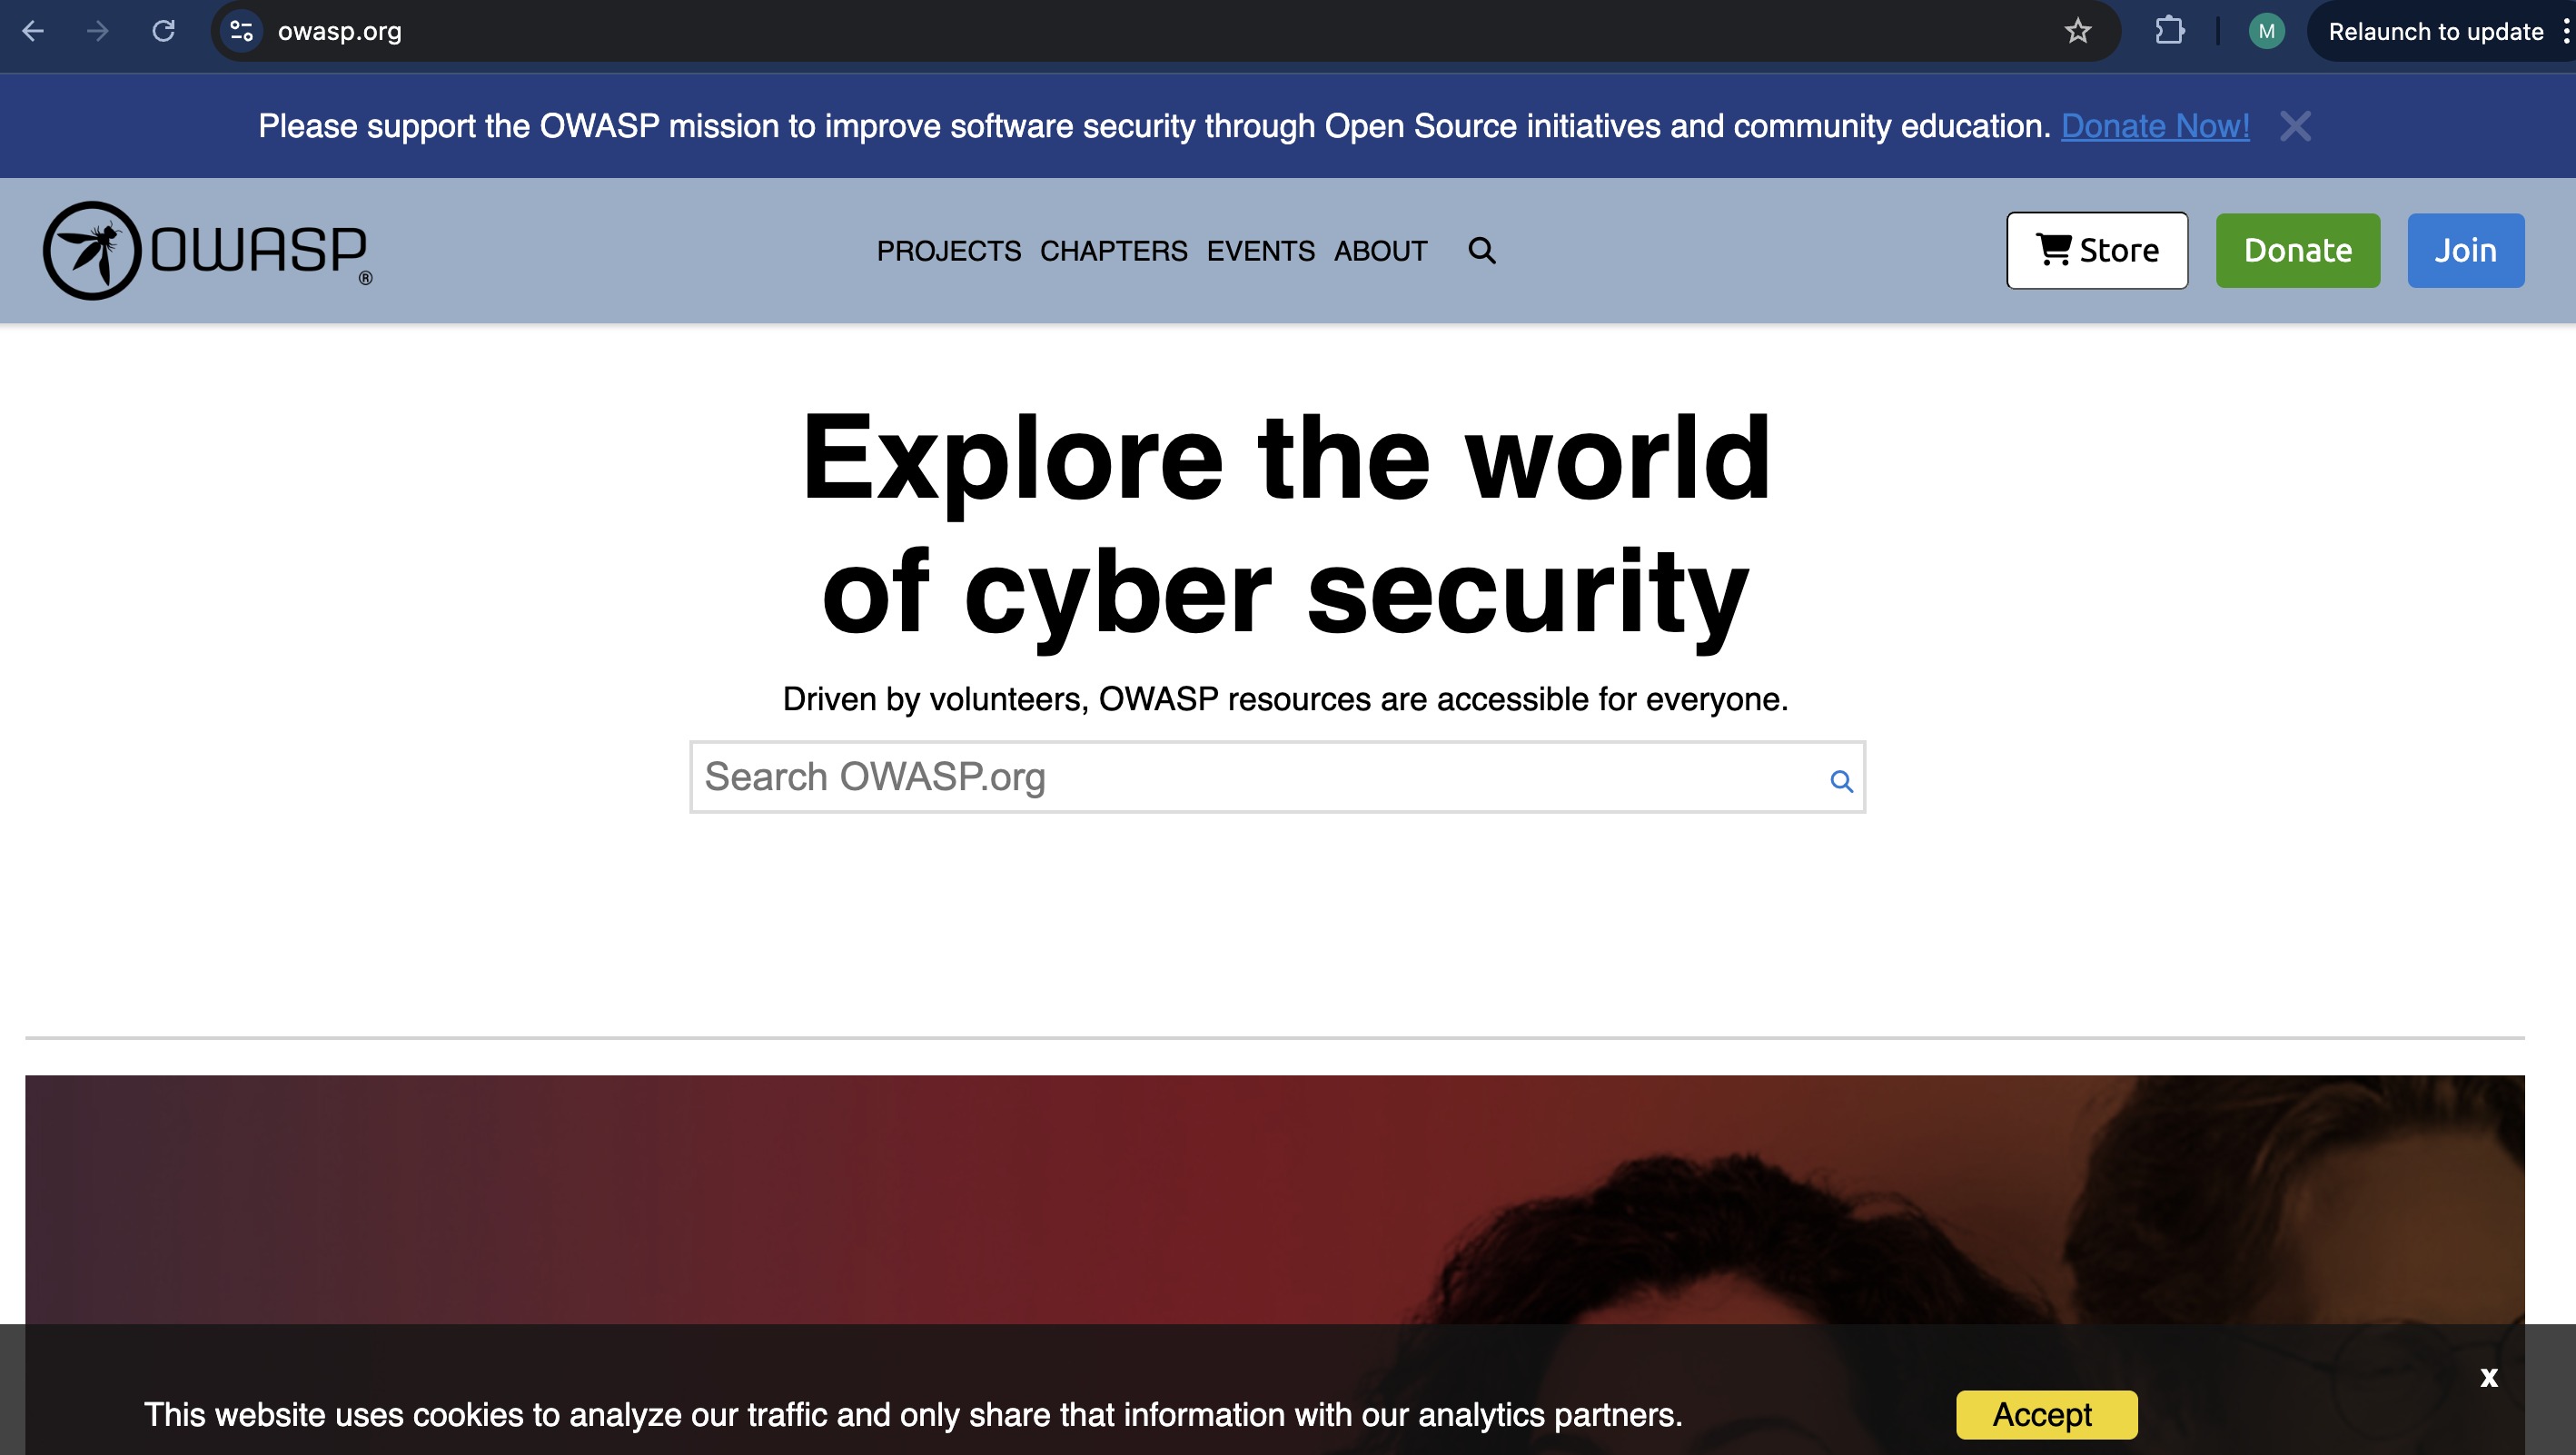 owasp.org
M
Relaunch to update
Please support the OWASP mission to improve software security through Open Source initiatives and community education. Donate Now!
OWASP®
PROJECTS CHAPTERS EVENTS ABOUT
Store
Donate
Join
Explore the world
of cyber security
Driven by volunteers, OWASP resources are accessible for everyone.
Search OWASP.org
x
This website uses cookies to analyze our traffic and only share that information with our analytics partners.
Accept